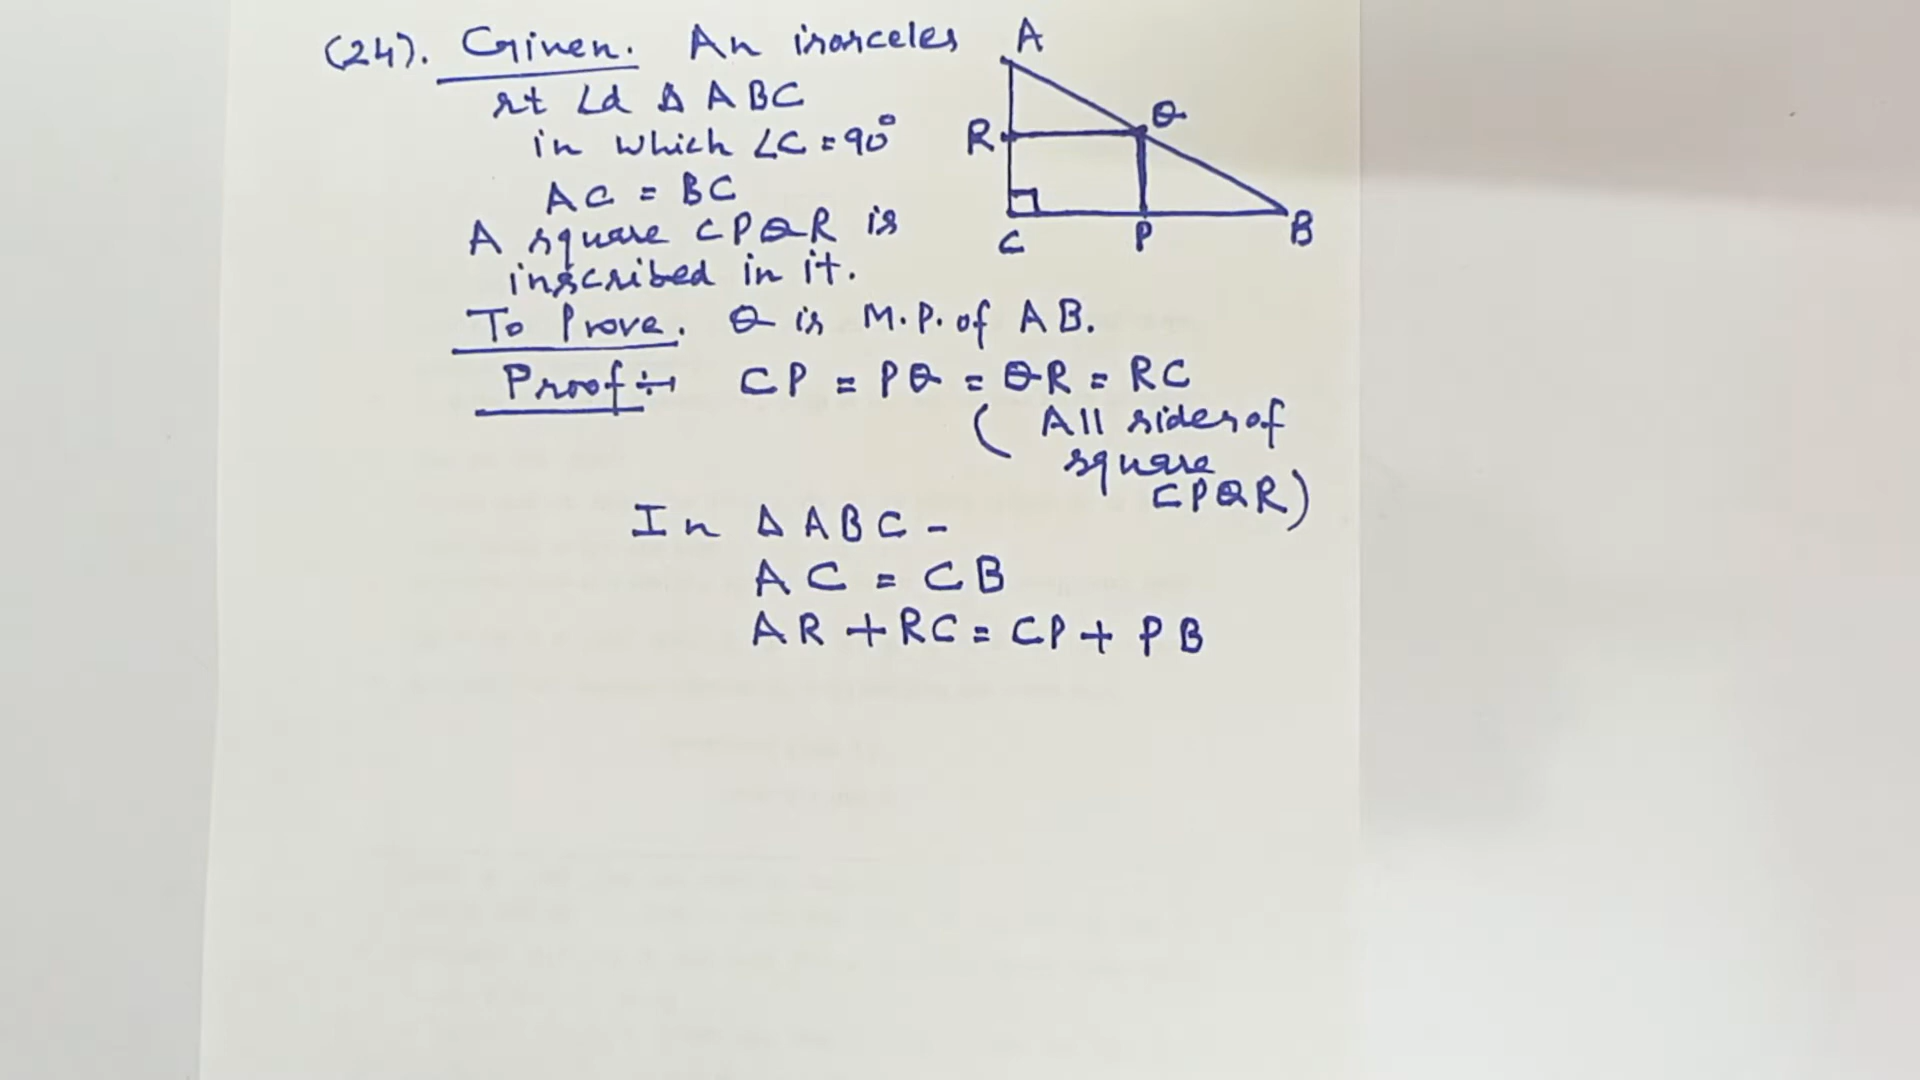 (24). Given. An isosceles
rt ∠d Δ ABC
in which ∠C = 90°
AC = BC
A square CPQR is
inscribed in it.
To Prove. Q is M.P. of AB.
Proof :- CP = PQ = QR = RC
( All sides of
square
CPQR)
In Δ ABC -
AC = CB
AR + RC = CP + PB
A
R
Q
C
P
B